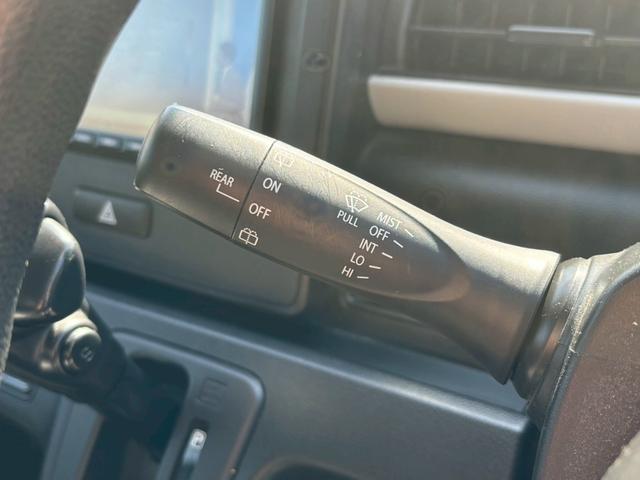 REAR
ON
OFF
PULL
MIST
OFF
INT
LO
HI